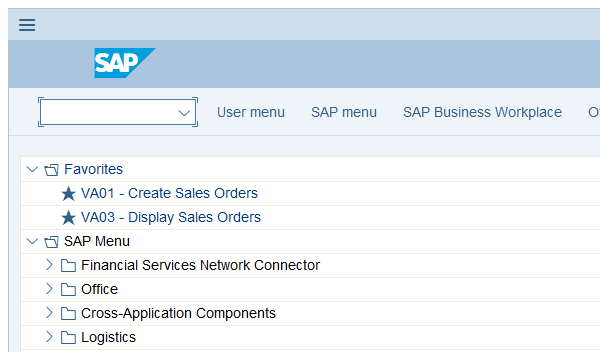 SAP
User menu SAP menu SAP Business Workplace
Favorites
VA01 - Create Sales Orders
VA03 - Display Sales Orders
SAP Menu
Financial Services Network Connector
Office
Cross-Application Components
Logistics